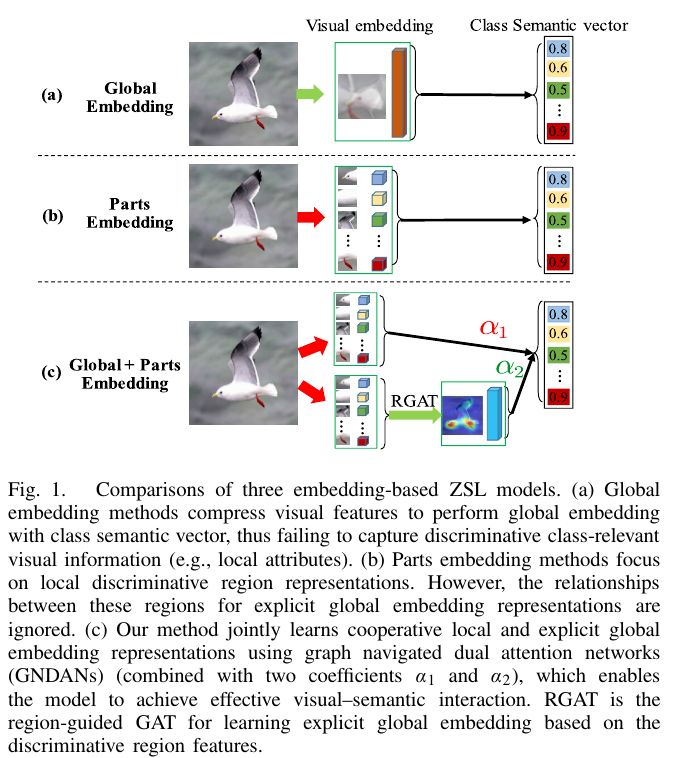 Visual embedding Class Semantic vector
(a) Global Embedding
0.8
0.6
0.5
0.9
(b) Parts Embedding
0.8
0.6
0.5
0.9
(c) Global + Parts Embedding
α1
α2
RGAT
0.8
0.6
0.5
0.9
Fig. 1. Comparisons of three embedding-based ZSL models. (a) Global
embedding methods compress visual features to perform global embedding
with class semantic vector, thus failing to capture discriminative class-relevant
visual information (e.g., local attributes). (b) Parts embedding methods focus
on local discriminative region representations. However, the relationships
between these regions for explicit global embedding representations are
ignored. (c) Our method jointly learns cooperative local and explicit global
embedding representations using graph navigated dual attention networks
(GNDANs) (combined with two coefficients α1 and α2), which enables
the model to achieve effective visual–semantic interaction. RGAT is the
region-guided GAT for learning explicit global embedding based on the
discriminative region features.